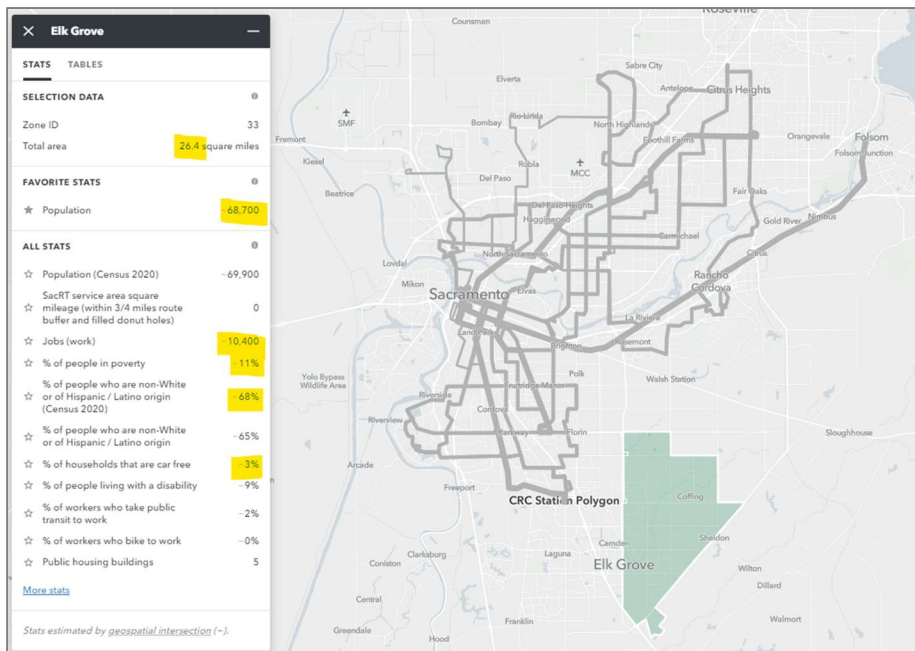 Elk Grove
STATS TABLES
SELECTION DATA
Zone ID 33
Total area 26.4 square miles
FAVORITE STATS
Population ~68,700
ALL STATS
Population (Census 2020) ~69,900
SacRT service area square
mileage (within 3/4 miles route
buffer and filled donut holes) 0
Jobs (work) ~10,400
% of people in poverty ~11%
% of people who are non-White
or of Hispanic / Latino origin
(Census 2020) ~68%
% of people who are non-White
or of Hispanic / Latino origin ~65%
% of households that are car free ~3%
% of people living with a disability ~9%
% of workers who take public
transit to work ~2%
% of workers who bike to work ~0%
Public housing buildings 5
More stats
Stats estimated by geospatial intersection (~).
Roseville
Counsman
Sabre City
Elverta
Antelope
Citrus Heights
Rio Linda
SMF
Bombay
North Highlands
Fremont
Foothill Farms
Orangevale
Folsom
Kiesel
Robla
Folsom Junction
MCC
Del Paso
Beatrice
Fair Oaks
Del Paso Heights
Nimbus
Hagginwood
Gold River
Carmichael
North Sacramento
Citrus
Lovdal
Rancho
Cordova
Mikon
Elvas
Sacramento
La Riviera
Land Park
Brighton
Rosemont
Polk
Walsh Station
Yolo Bypass
Wildlife Area
Fruitridge Manor
Riverside
Cordova
Riverview
Parkway
Florin
Sloughhouse
Arcade
Freeport
CRC Station Polygon
Coffing
Camden
Sheldon
Clarksburg
Laguna
Elk Grove
Wilton
Coniston
Dillard
Central
Franklin
Walmort
Greendale
Hood